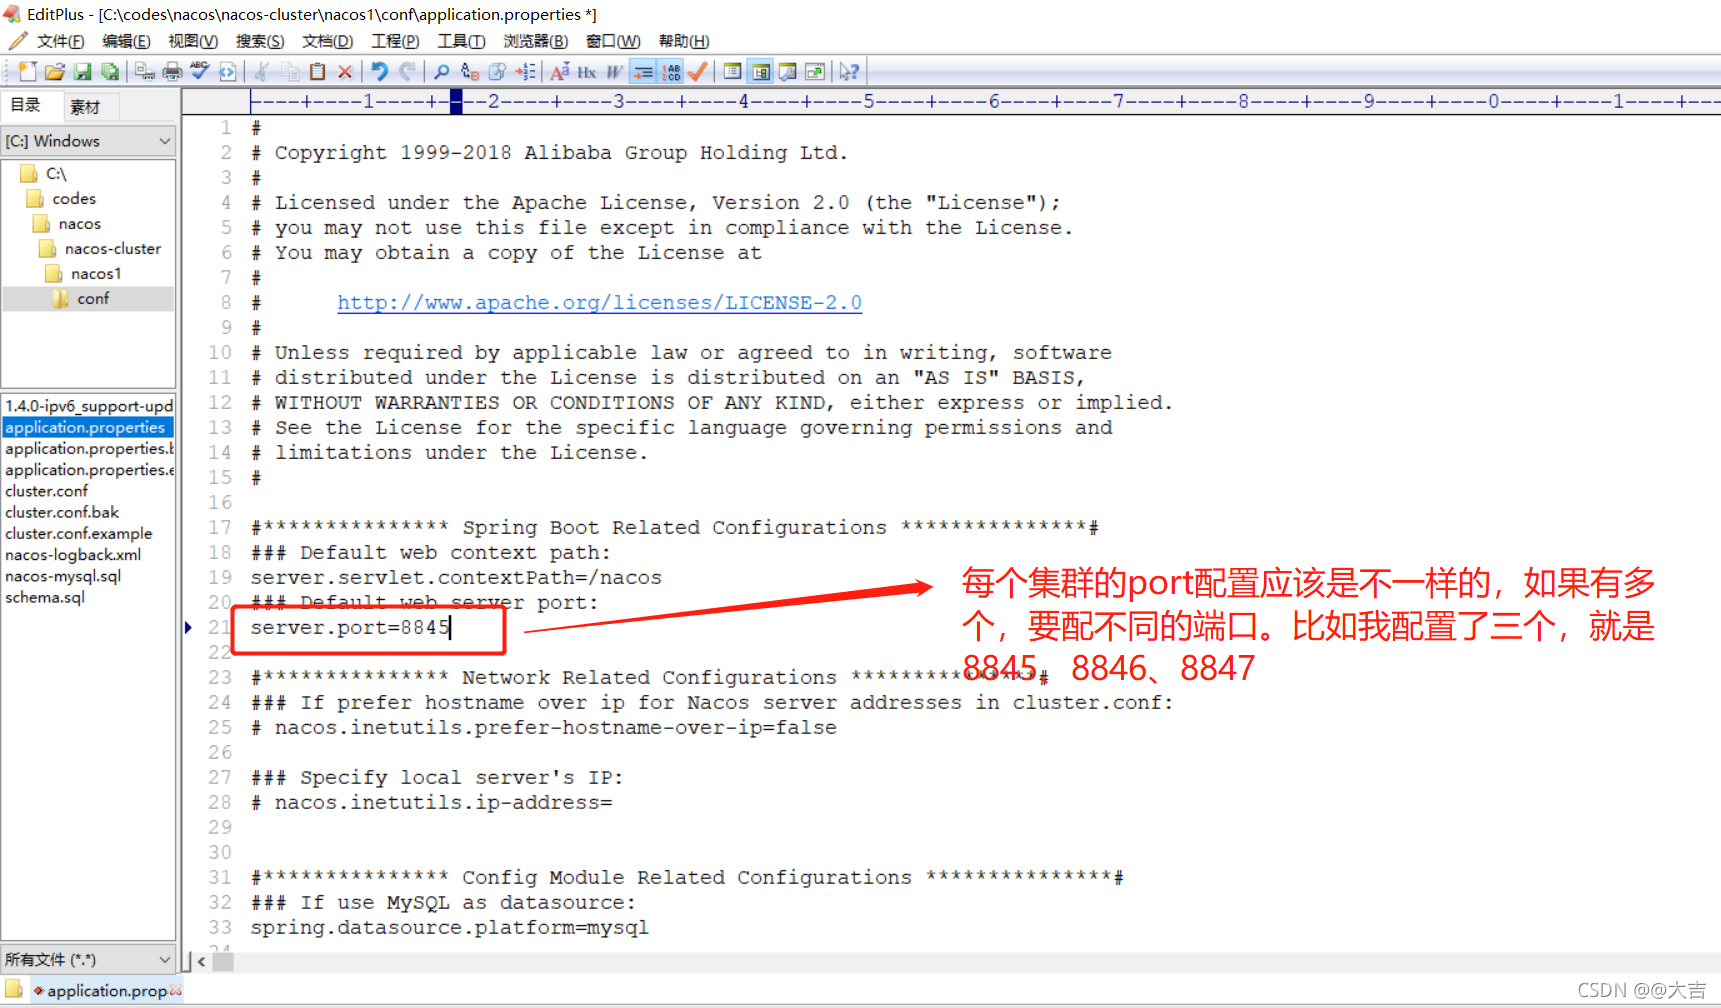 EditPlus - [C:\codes\nacos\nacos-cluster\nacos1\conf\application.properties *]
文件(F) 编辑(E) 视图(V) 搜索(S) 文档(D) 工程(P) 工具(T) 浏览器(B) 窗口(W) 帮助(H)
目录 素材
[C:] Windows
C:\
codes
nacos
nacos-cluster
nacos1
conf
1.4.0-ipv6_support-upd
application.properties
application.properties.b
application.properties.e
cluster.conf
cluster.conf.bak
cluster.conf.example
nacos-logback.xml
nacos-mysql.sql
schema.sql
所有文件 (*.*)
application.prop
----+----1----+----2----+----3----+----4----+----5----+----6----+----7----+----8----+----9----+----0----+----1----+---
1 #
2 # Copyright 1999-2018 Alibaba Group Holding Ltd.
3 #
4 # Licensed under the Apache License, Version 2.0 (the "License");
5 # you may not use this file except in compliance with the License.
6 # You may obtain a copy of the License at
7 #
8 #      http://www.apache.org/licenses/LICENSE-2.0
9 #
10 # Unless required by applicable law or agreed to in writing, software
11 # distributed under the License is distributed on an "AS IS" BASIS,
12 # WITHOUT WARRANTIES OR CONDITIONS OF ANY KIND, either express or implied.
13 # See the License for the specific language governing permissions and
14 # limitations under the License.
15 #
16
17 #*************** Spring Boot Related Configurations ***************#
18 ### Default web context path:
19 server.servlet.contextPath=/nacos
20 ### Default web server port:
21 server.port=8845
22
23 #*************** Network Related Configurations ***************#
24 ### If prefer hostname over ip for Nacos server addresses in cluster.conf:
25 # nacos.inetutils.prefer-hostname-over-ip=false
26
27 ### Specify local server's IP:
28 # nacos.inetutils.ip-address=
29
30
31 #*************** Config Module Related Configurations ***************#
32 ### If use MySQL as datasource:
33 spring.datasource.platform=mysql
34
每个集群的port配置应该是不一样的，如果有多
个，要配不同的端口。比如我配置了三个，就是
8845、8846、8847
CSDN @@大吉